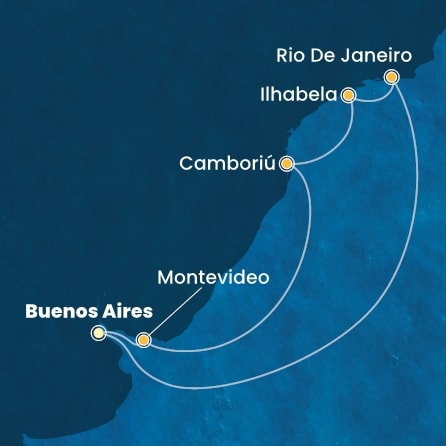 Rio De Janeiro
Ilhabela
Camboriú
Montevideo
Buenos Aires